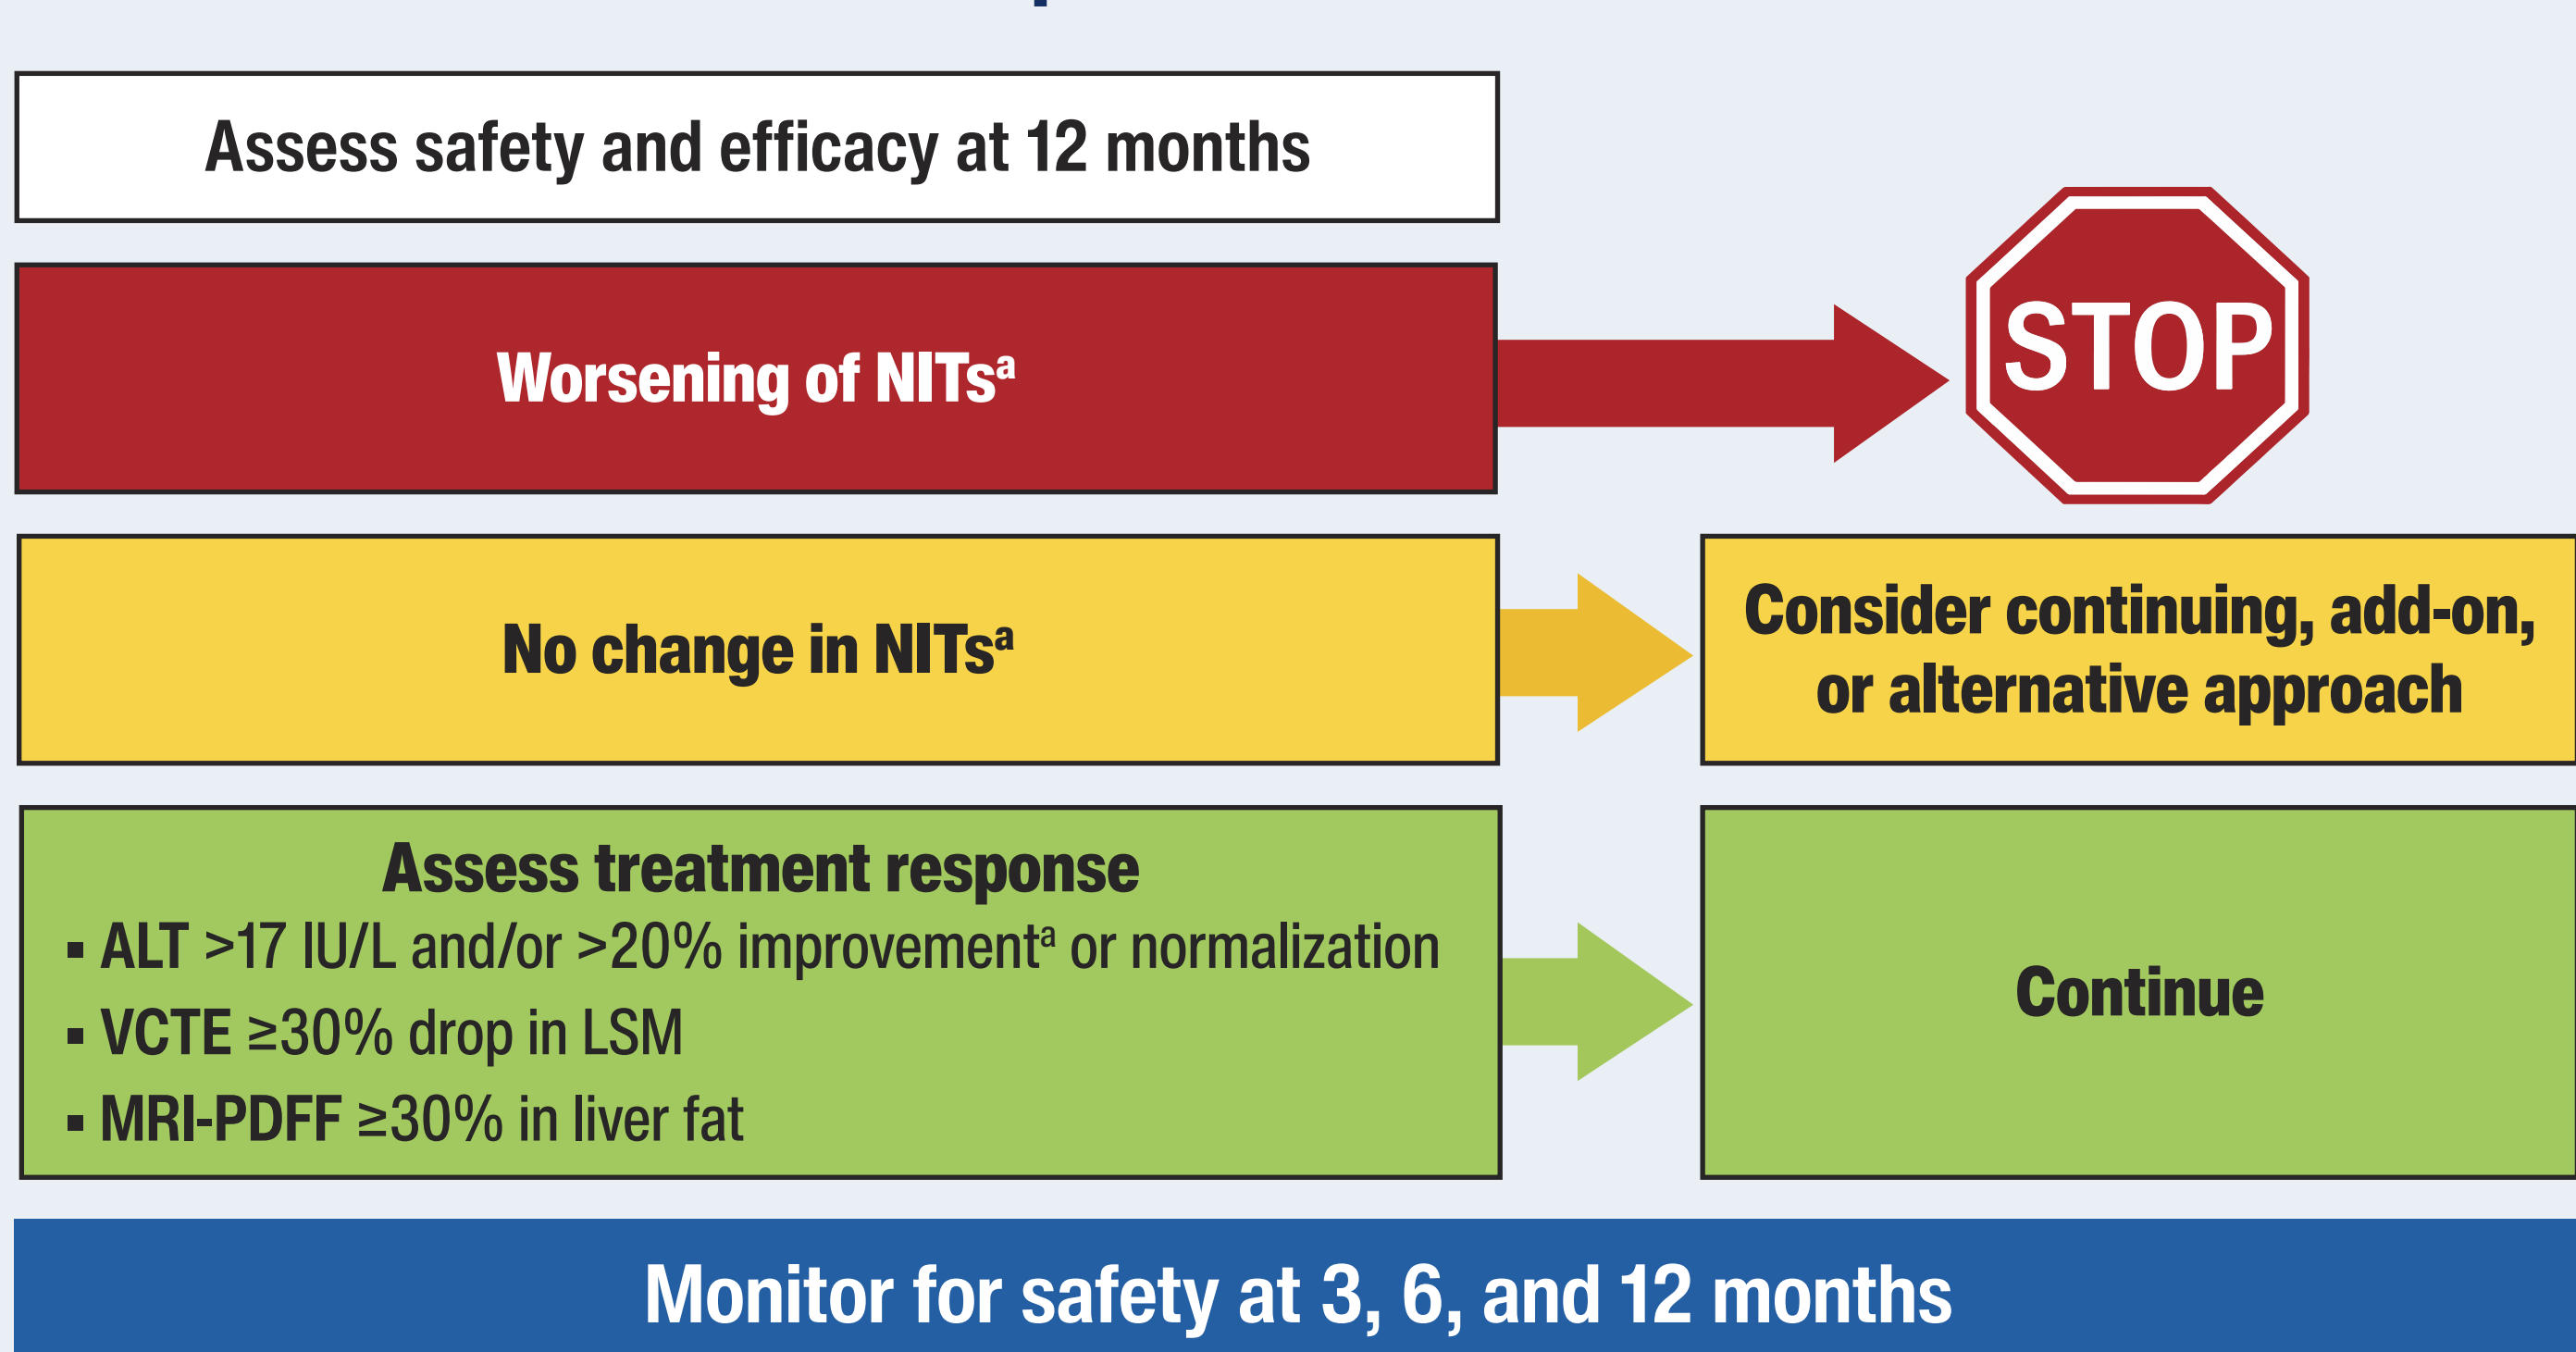 Assess safety and efficacy at 12 months
Worsening of NITsᵃ
STOP
No change in NITsᵃ
Consider continuing, add-on,
or alternative approach
Assess treatment response
▪ ALT >17 IU/L and/or >20% improvementᵃ or normalization
▪ VCTE ≥30% drop in LSM
▪ MRI-PDFF ≥30% in liver fat
Continue
Monitor for safety at 3, 6, and 12 months